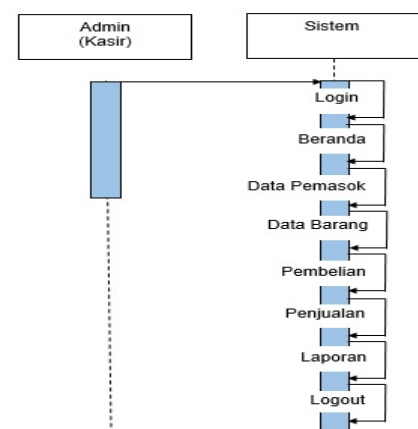 Admin
(Kasir)
Sistem
Login
Beranda
Data Pemasok
Data Barang
Pembelian
Penjualan
Laporan
Logout